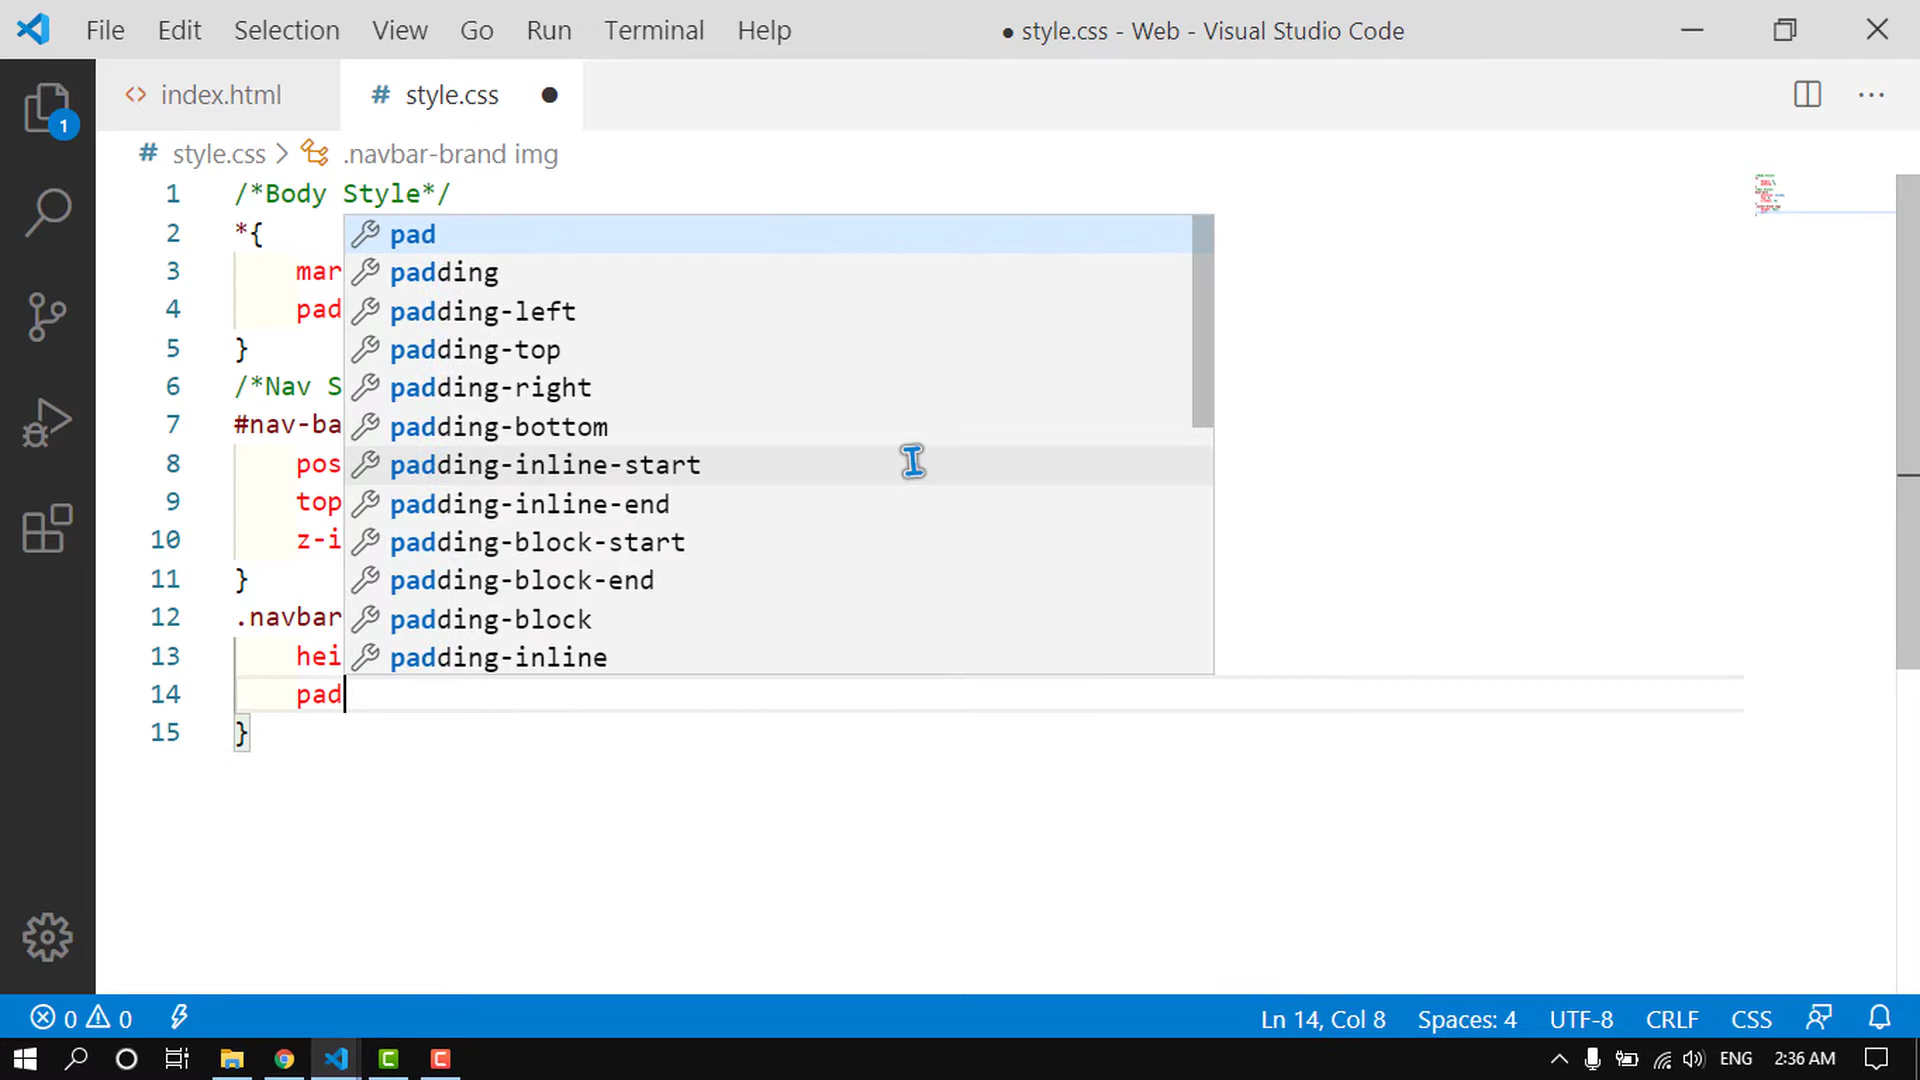 File Edit Selection View Go Run Terminal Help ● style.css - Web - Visual Studio Code
<> index.html # style.css ●
1
# style.css > .navbar-brand img
1 /*Body Style*/
2 *{
pad
3 mar
padding
4 pad
padding-left
5 }
padding-top
6 /*Nav S
padding-right
7 #nav-ba
padding-bottom
8 pos
padding-inline-start
9 top
padding-inline-end
10 z-i
padding-block-start
11 }
padding-block-end
12 .navbar
padding-block
13 hei
padding-inline
14 pad
15 }
0 0 Ln 14, Col 8 Spaces: 4 UTF-8 CRLF CSS
ENG 2:36 AM